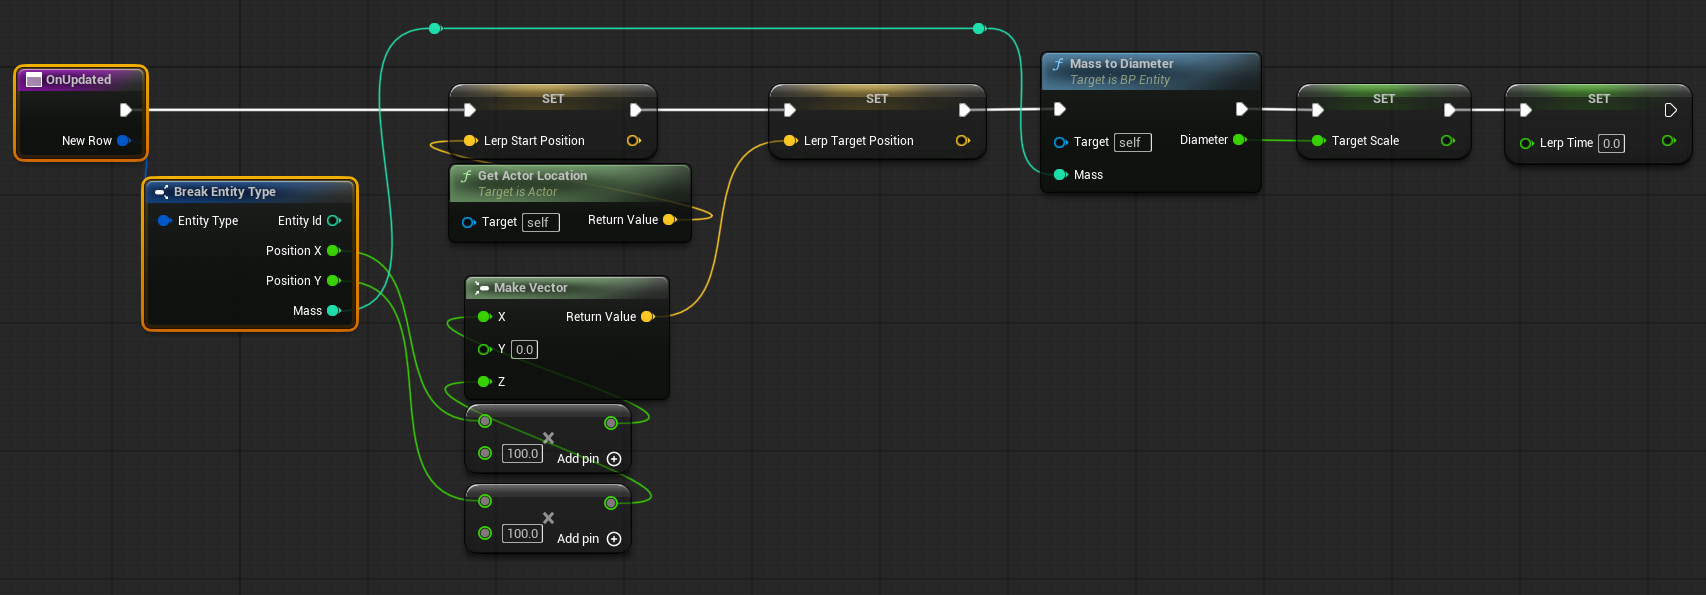 OnUpdated
New Row
Break Entity Type
Entity Type
Entity Id
Position X
Position Y
Mass
SET
Lerp Start Position
Get Actor Location
Target is Actor
Target self
Return Value
Make Vector
X
Return Value
Y 0.0
Z
100.0
Add pin
100.0
Add pin
SET
Lerp Target Position
Mass to Diameter
Target is BP Entity
Target self
Diameter
Mass
SET
Target Scale
SET
Lerp Time 0.0